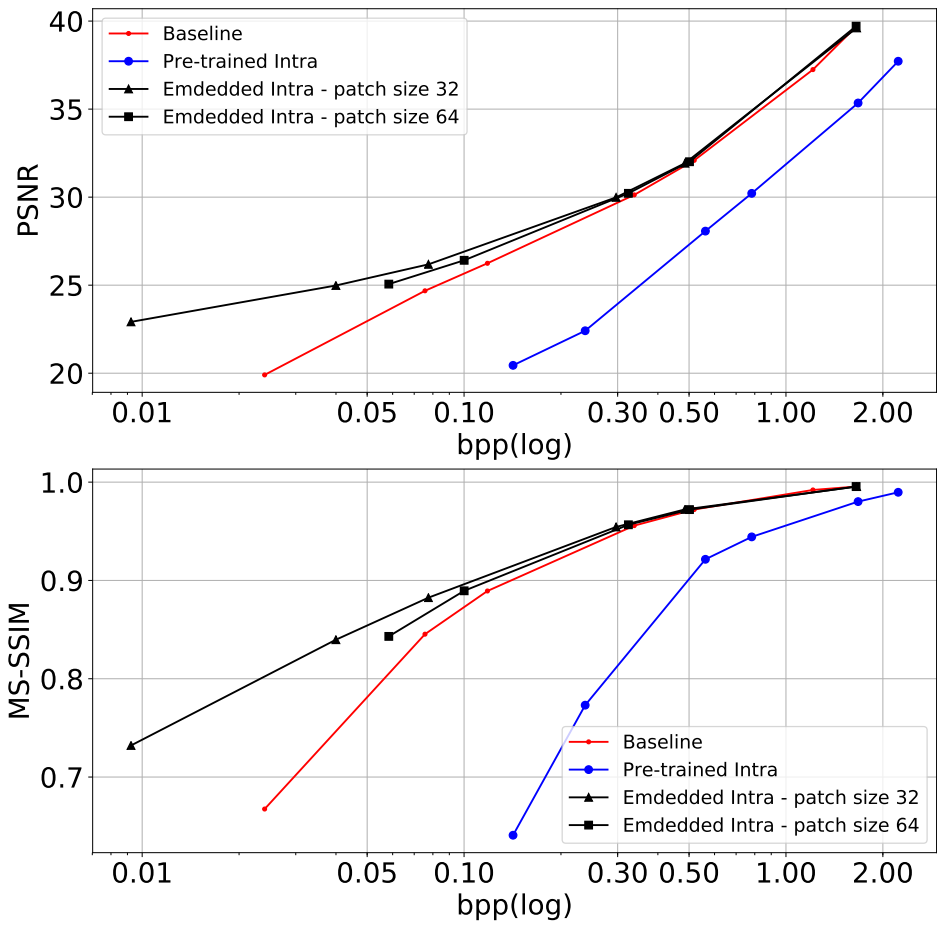 40
35
30
25
20
PSNR
Baseline
Pre-trained Intra
Emdedded Intra - patch size 32
Emdedded Intra - patch size 64
0.01 0.05 0.10 0.30 0.50 1.00 2.00
bpp(log)
1.0
0.9
0.8
0.7
MS-SSIM
Baseline
Pre-trained Intra
Emdedded Intra - patch size 32
Emdedded Intra - patch size 64
0.01 0.05 0.10 0.30 0.50 1.00 2.00
bpp(log)